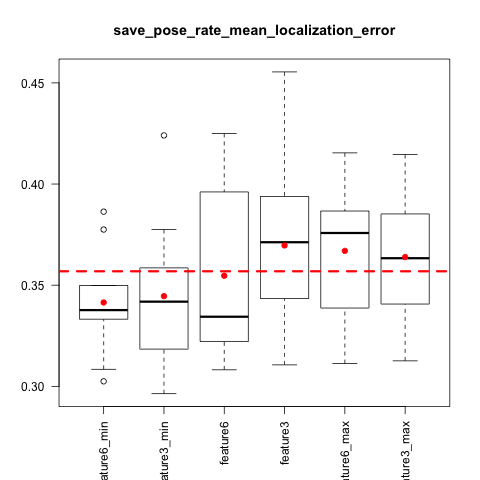 save_pose_rate_mean_localization_error
0.45
0.40
0.35
0.30
ature6_min
ature3_min
feature6
feature3
ture6_max
ture3_max